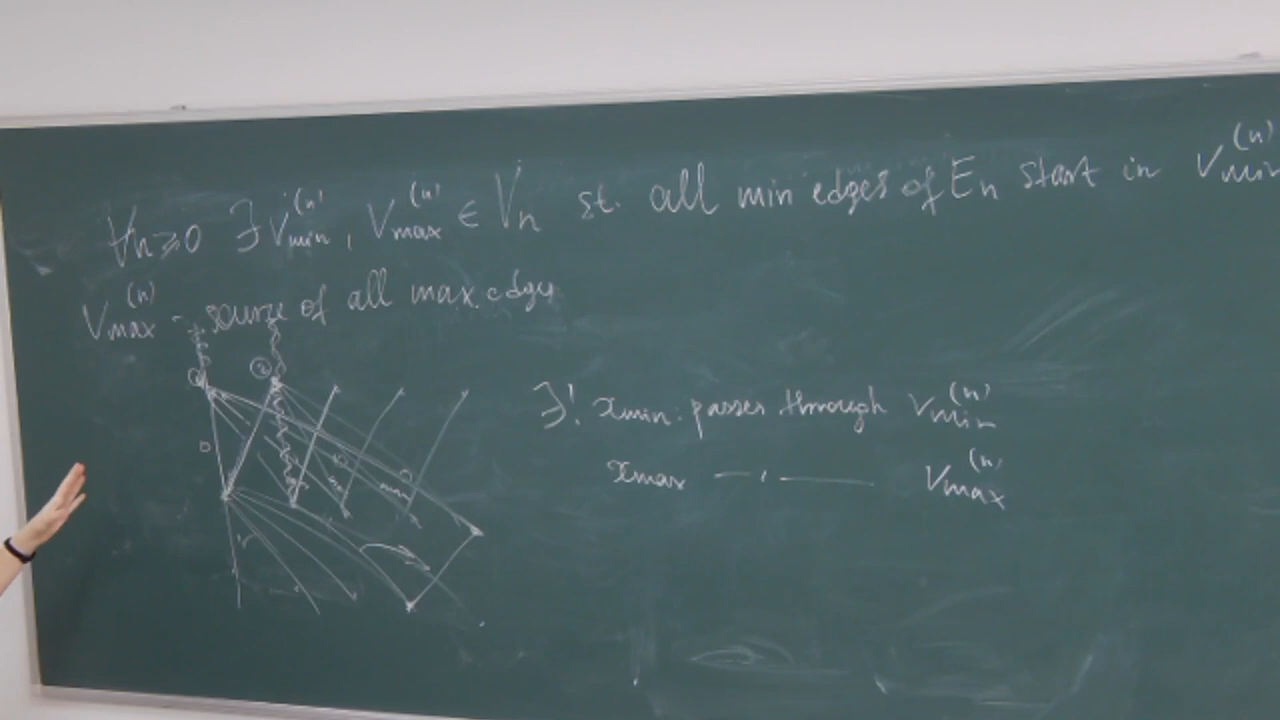 ∀n⩾0 ∃ V_min^(n), V_max^(n) ∈ V_n st. all min edges of E_n start in V_min^(n)
V_max^(n) - source of all max. edges
∃! x_min: passes through V_min^(n)
x_max — . — V_max^(n)